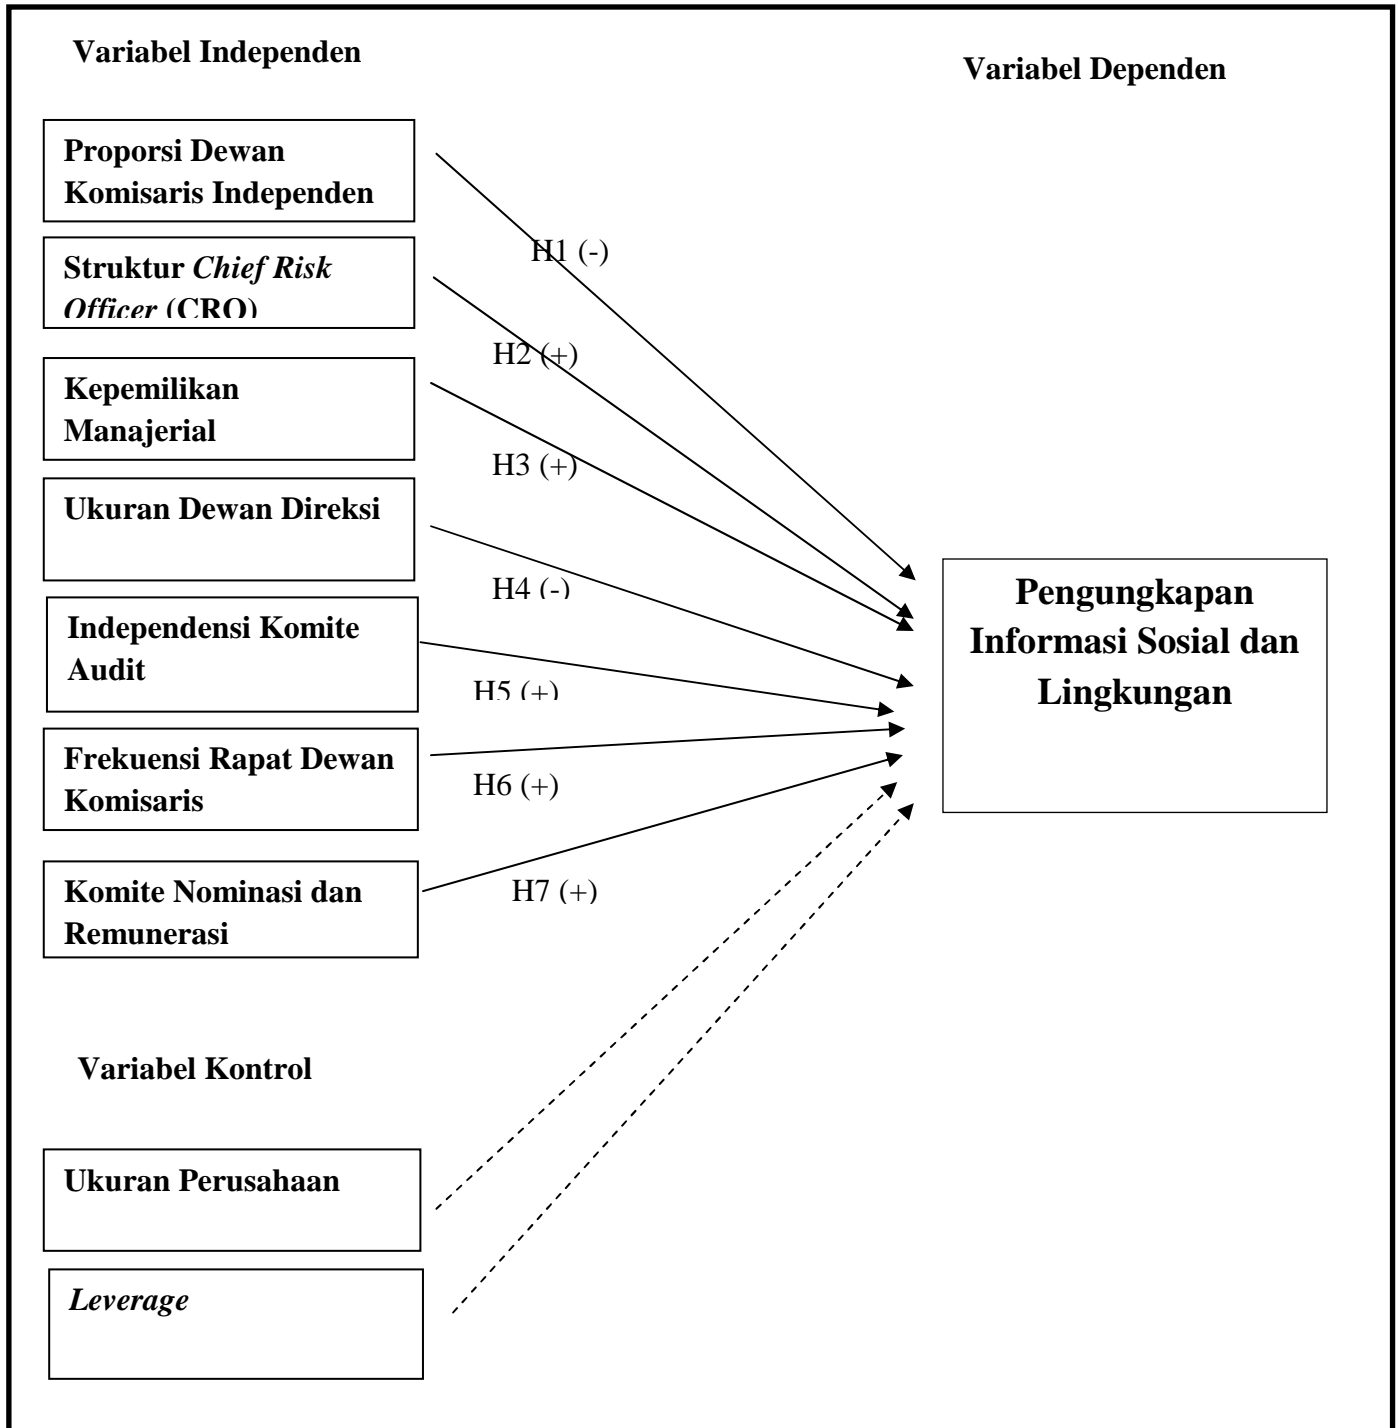 Variabel Independen
Variabel Dependen
Proporsi Dewan
Komisaris Independen
H1 (-)
Struktur Chief Risk
Officer (CRO)
H2 (+)
Kepemilikan
Manajerial
H3 (+)
Ukuran Dewan Direksi
H4 (-)
Independensi Komite
Audit
H5 (+)
Frekuensi Rapat Dewan
Komisaris
H6 (+)
Komite Nominasi dan
Remunerasi
H7 (+)
Pengungkapan
Informasi Sosial dan
Lingkungan
Variabel Kontrol
Ukuran Perusahaan
Leverage